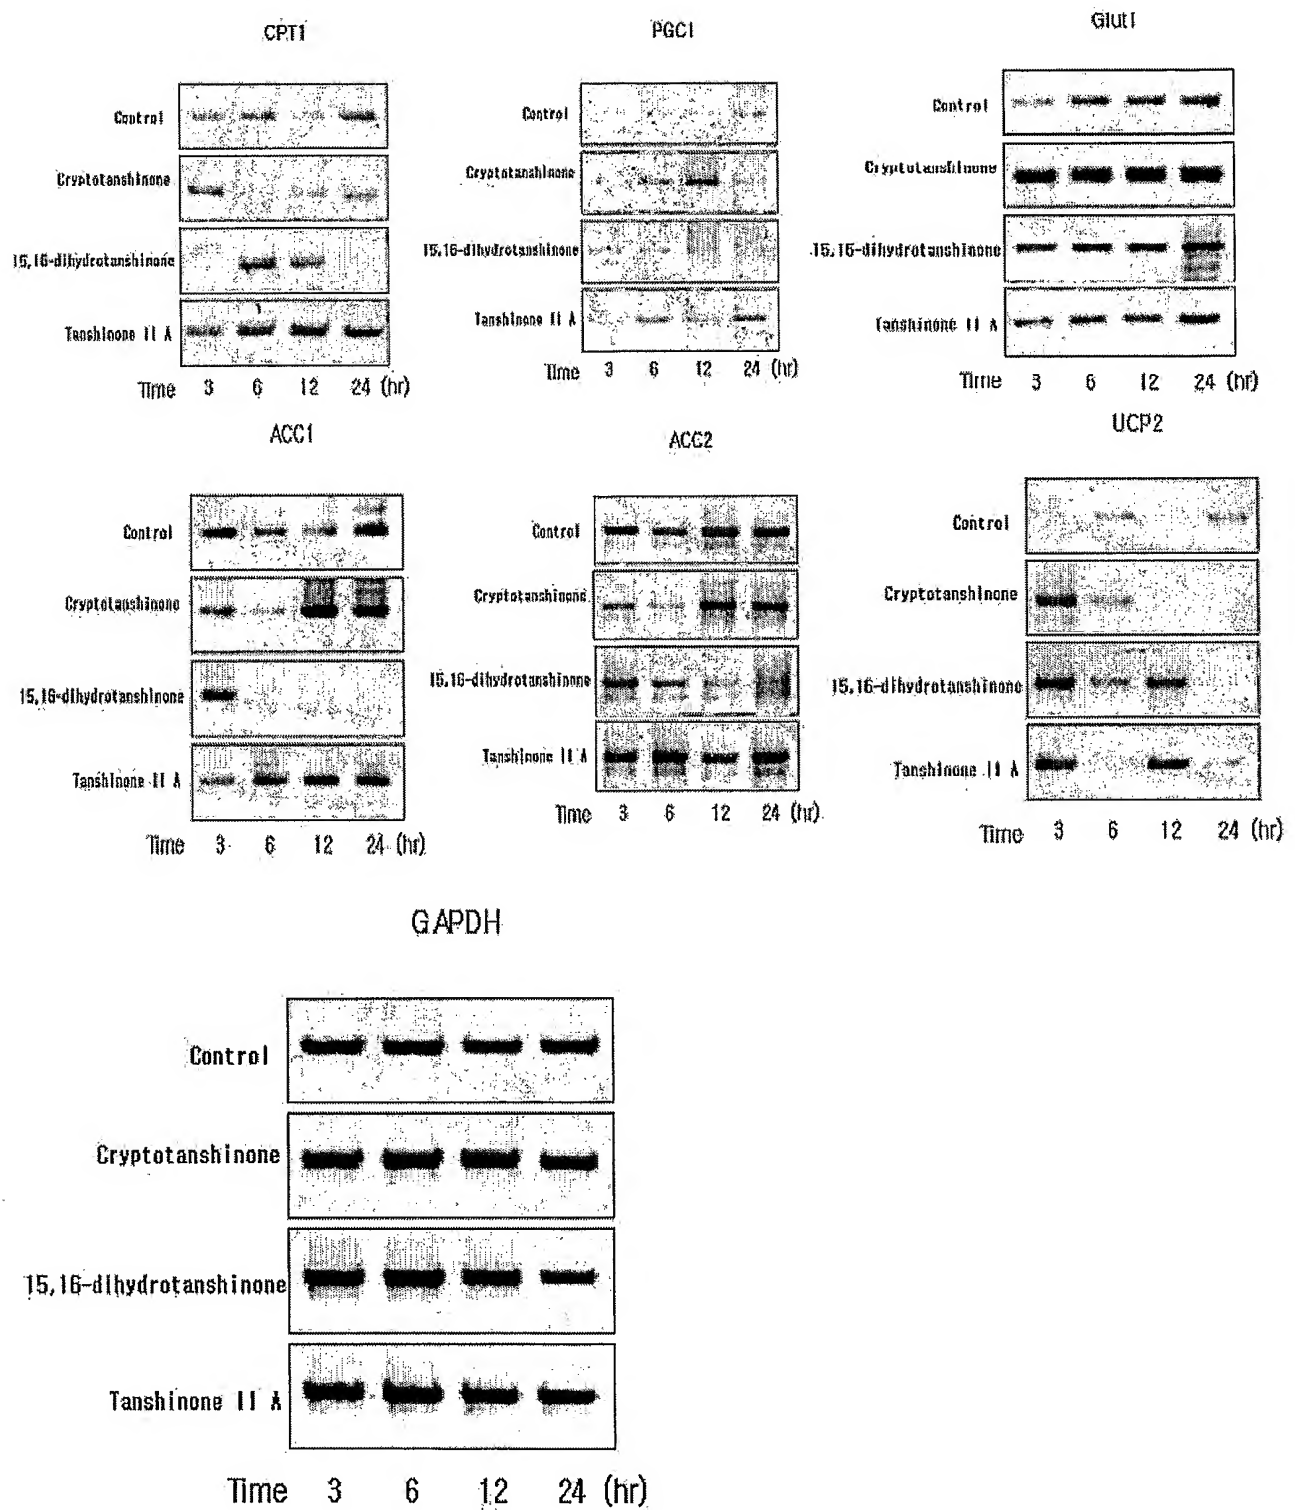 CPT1
Control
Cryptotanshinone
15,16-dihydrotanshinone
Tanshinone II A
Time 3 6 12 24 (hr)
PGC1
Control
Cryptotanshinone
15,16-dihydrotanshinone
Tanshinone II A
Time 3 6 12 24 (hr)
Glut1
Control
Cryptotanshinone
15,16-dihydrotanshinone
Tanshinone II A
Time 3 6 12 24 (hr)
ACC1
Control
Cryptotanshinone
15,16-dihydrotanshinone
Tanshinone II A
Time 3 6 12 24 (hr)
ACC2
Control
Cryptotanshinone
15,16-dihydrotanshinone
Tanshinone II A
Time 3 6 12 24 (hr)
UCP2
Control
Cryptotanshinone
15,16-dihydrotanshinone
Tanshinone II A
Time 3 6 12 24 (hr)
GAPDH
Control
Cryptotanshinone
15,16-dihydrotanshinone
Tanshinone II A
Time 3 6 12 24 (hr)